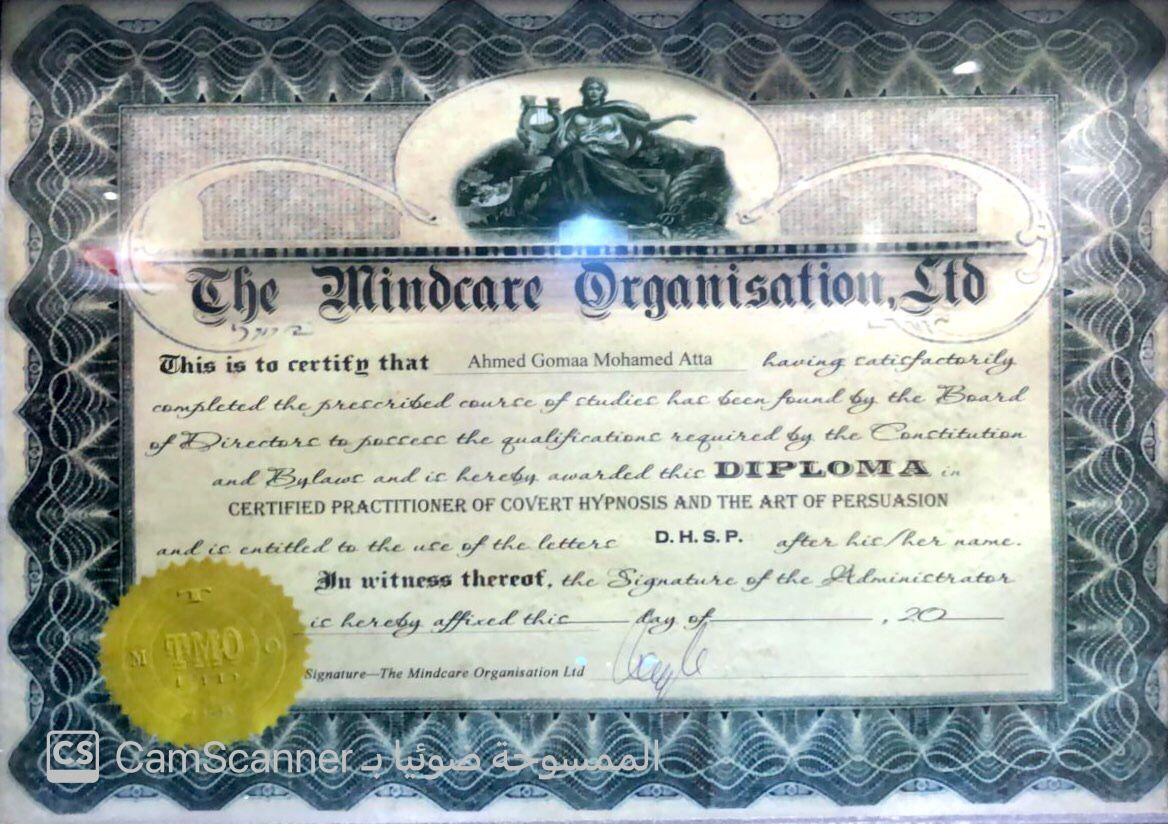 The Mindcare Organisation, Ltd
This is to certify that Ahmed Gomaa Mohamed Atta having satisfactorily
completed the prescribed course of studies has been found by the Board
of Directors to possess the qualifications required by the Constitution
and Bylaws and is hereby awarded this DIPLOMA in
CERTIFIED PRACTITIONER OF COVERT HYPNOSIS AND THE ART OF PERSUASION
and is entitled to the use of the letters D. H. S. P. after his/her name.
In witness thereof, the Signature of the Administrator
is hereby affixed this day of , 20
Signature—The Mindcare Organisation Ltd
T
M TMO O
LTD
CS CamScanner الممسوحة ضوئيا بـ